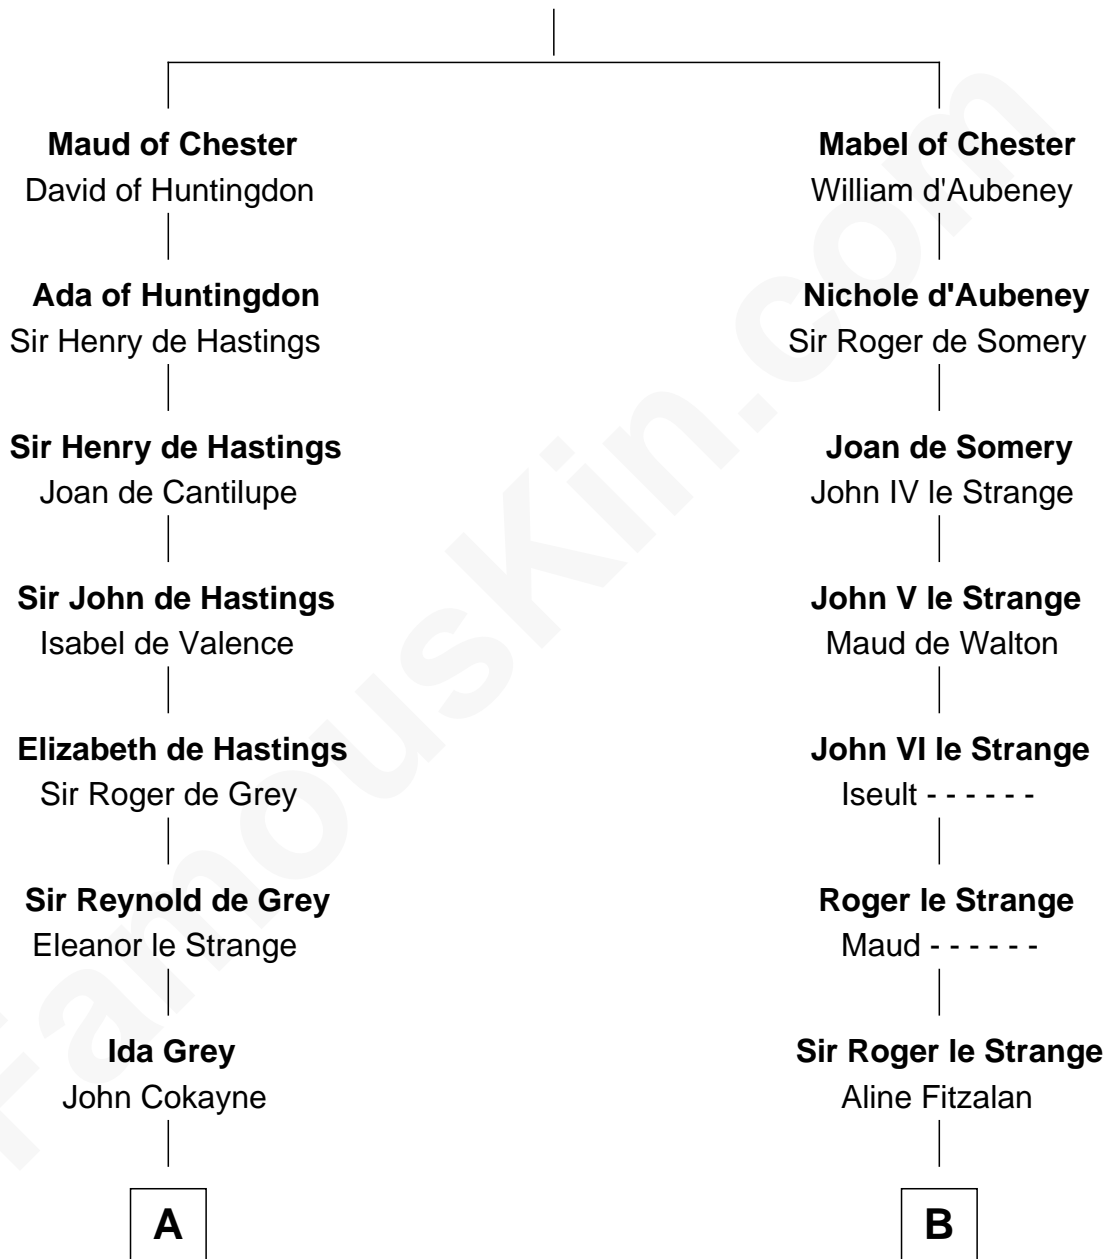 Maud of Chester
David of Huntingdon
Ada of Huntingdon
Sir Henry de Hastings
Sir Henry de Hastings
Joan de Cantilupe
Sir John de Hastings
Isabel de Valence
Elizabeth de Hastings
Sir Roger de Grey
Sir Reynold de Grey
Eleanor le Strange
Ida Grey
John Cokayne
A
Mabel of Chester
William d'Aubeney
Nichole d'Aubeney
Sir Roger de Somery
Joan de Somery
John IV le Strange
John V le Strange
Maud de Walton
John VI le Strange
Iseult - - - - - -
Roger le Strange
Maud - - - - - -
Sir Roger le Strange
Aline Fitzalan
B
FamousKin.com